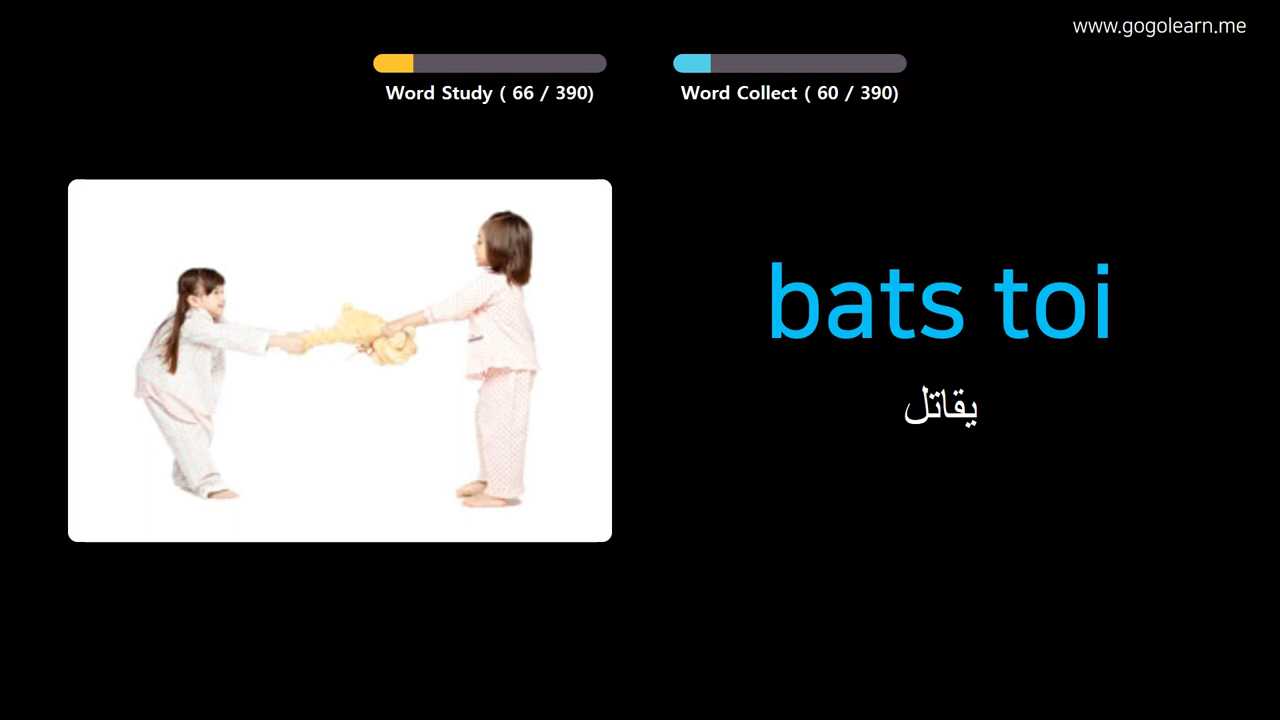 www.gogolearn.me
Word Study ( 66 / 390)
Word Collect ( 60 / 390)
bats toi
يقاتل